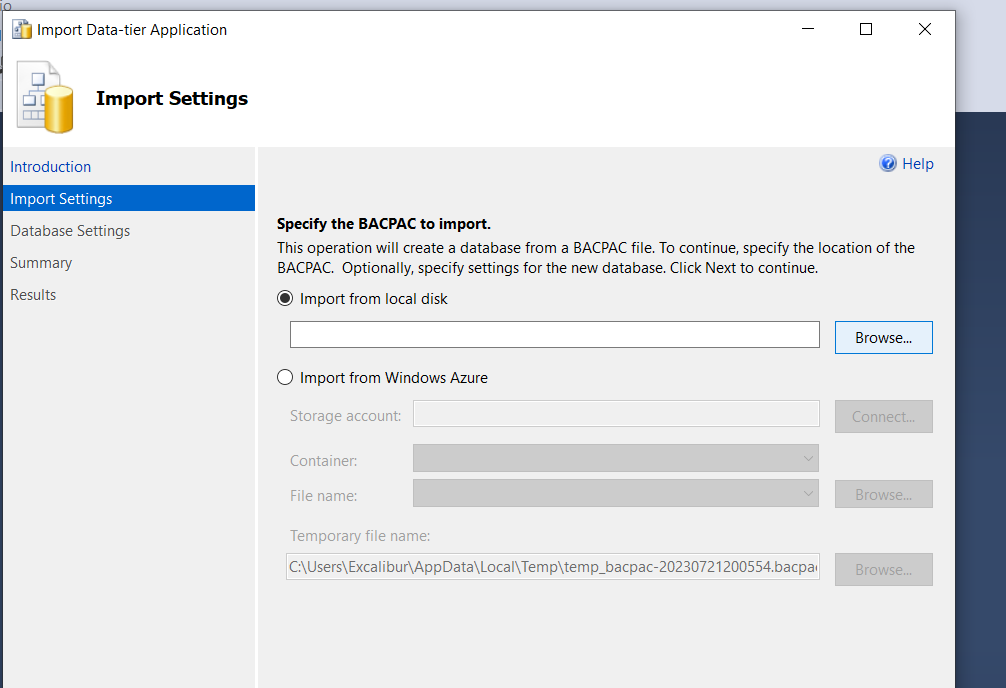 Import Data-tier Application
Import Settings
Introduction
Import Settings
Database Settings
Summary
Results
Help
Specify the BACPAC to import.
This operation will create a database from a BACPAC file. To continue, specify the location of the
BACPAC.  Optionally, specify settings for the new database. Click Next to continue.
Import from local disk
Browse...
Import from Windows Azure
Storage account:
Connect...
Container:
File name:
Browse...
Temporary file name:
C:\Users\Excalibur\AppData\Local\Temp\temp_bacpac-20230721200554.bacpac
Browse...